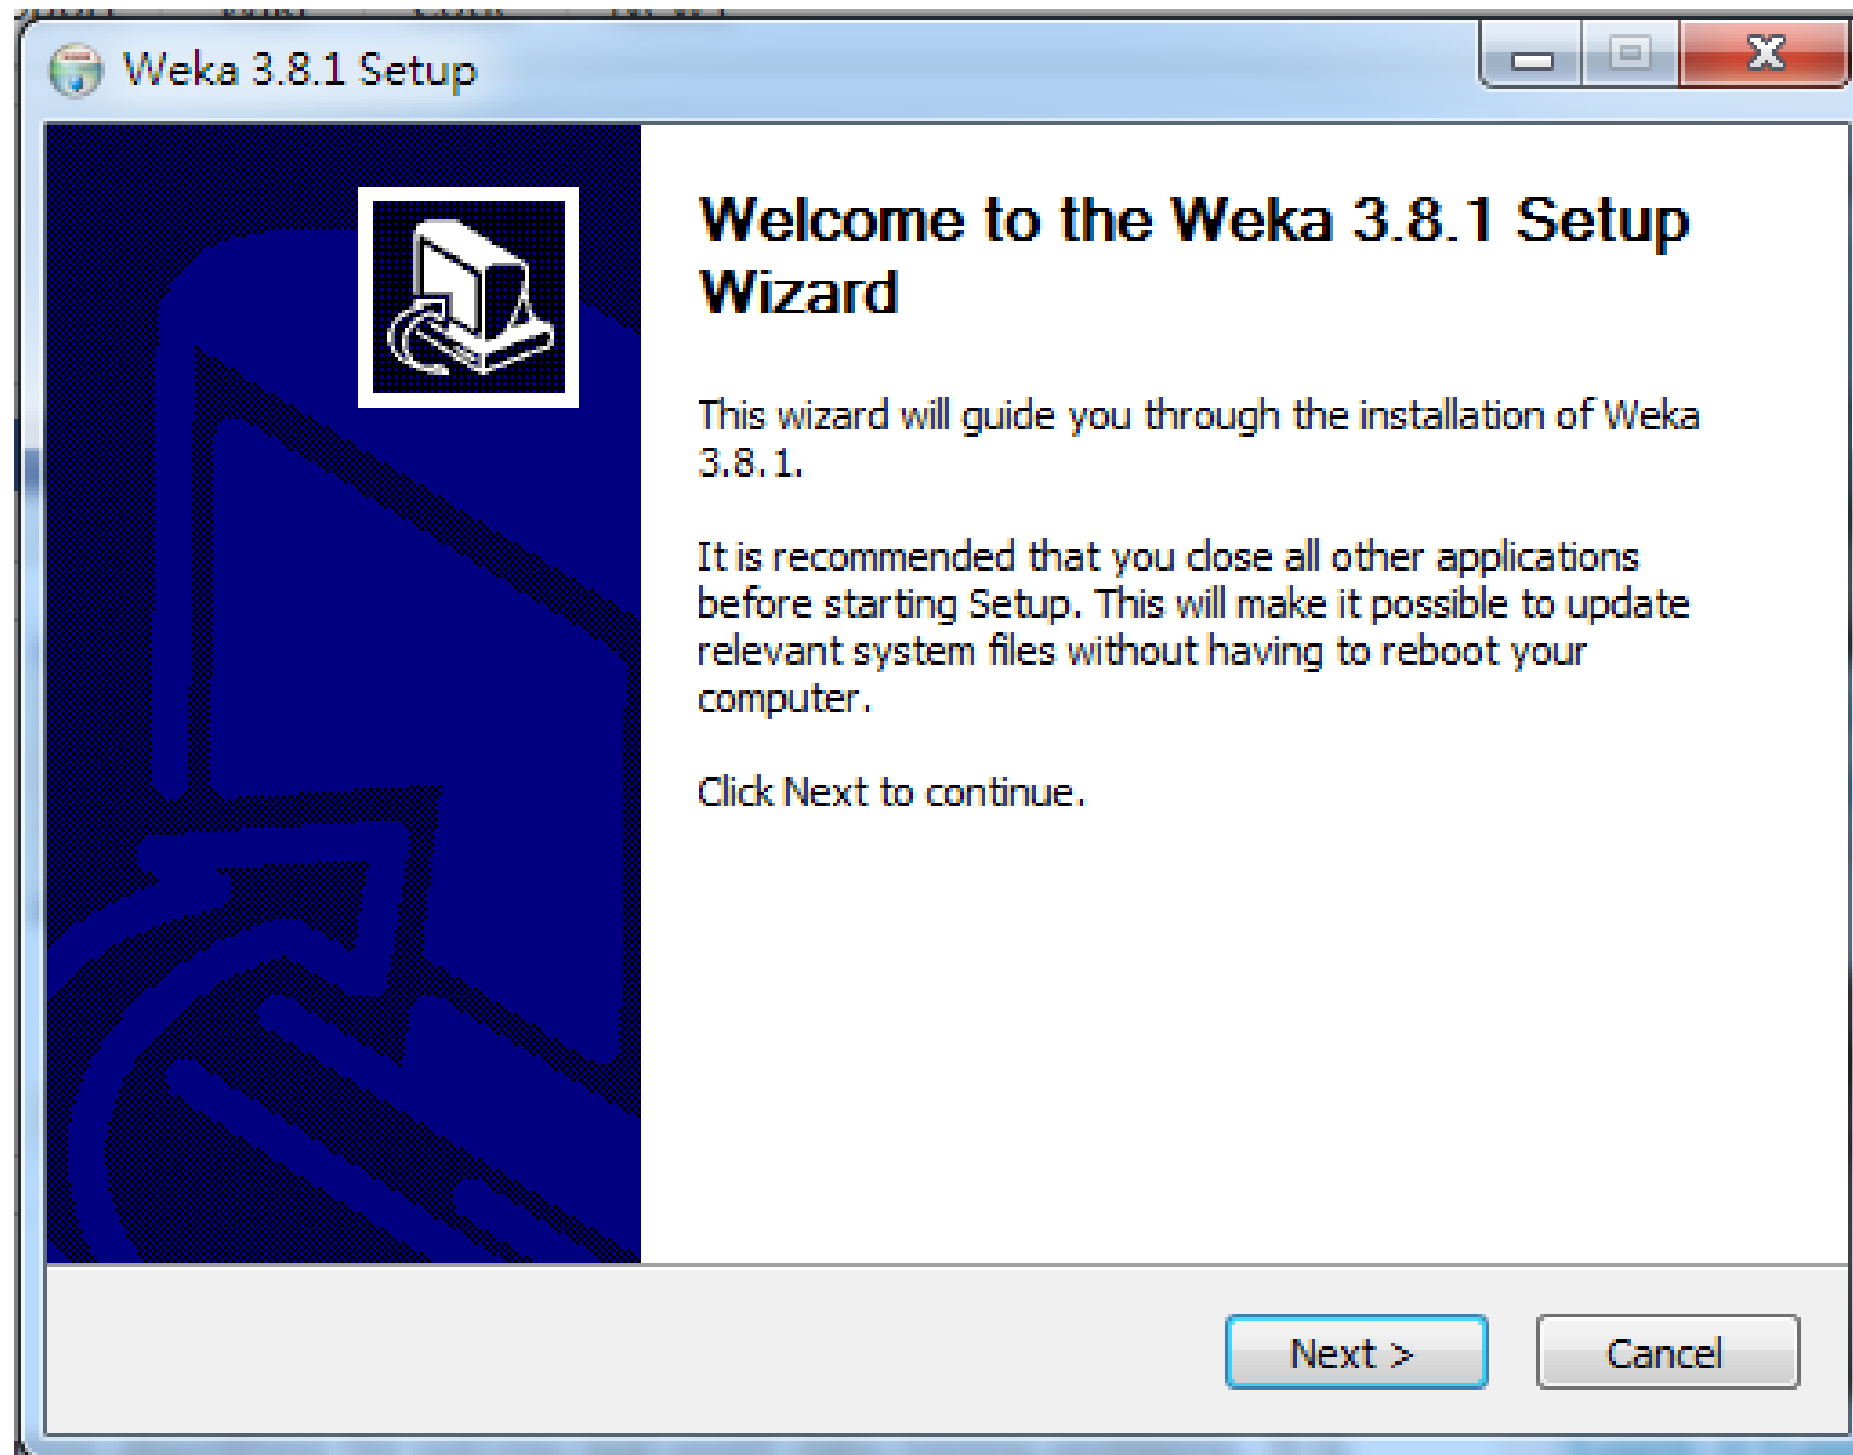 Weka 3.8.1 Setup
Welcome to the Weka 3.8.1 Setup
Wizard
This wizard will guide you through the installation of Weka
3.8.1.
It is recommended that you close all other applications
before starting Setup. This will make it possible to update
relevant system files without having to reboot your
computer.
Click Next to continue.
Next >
Cancel